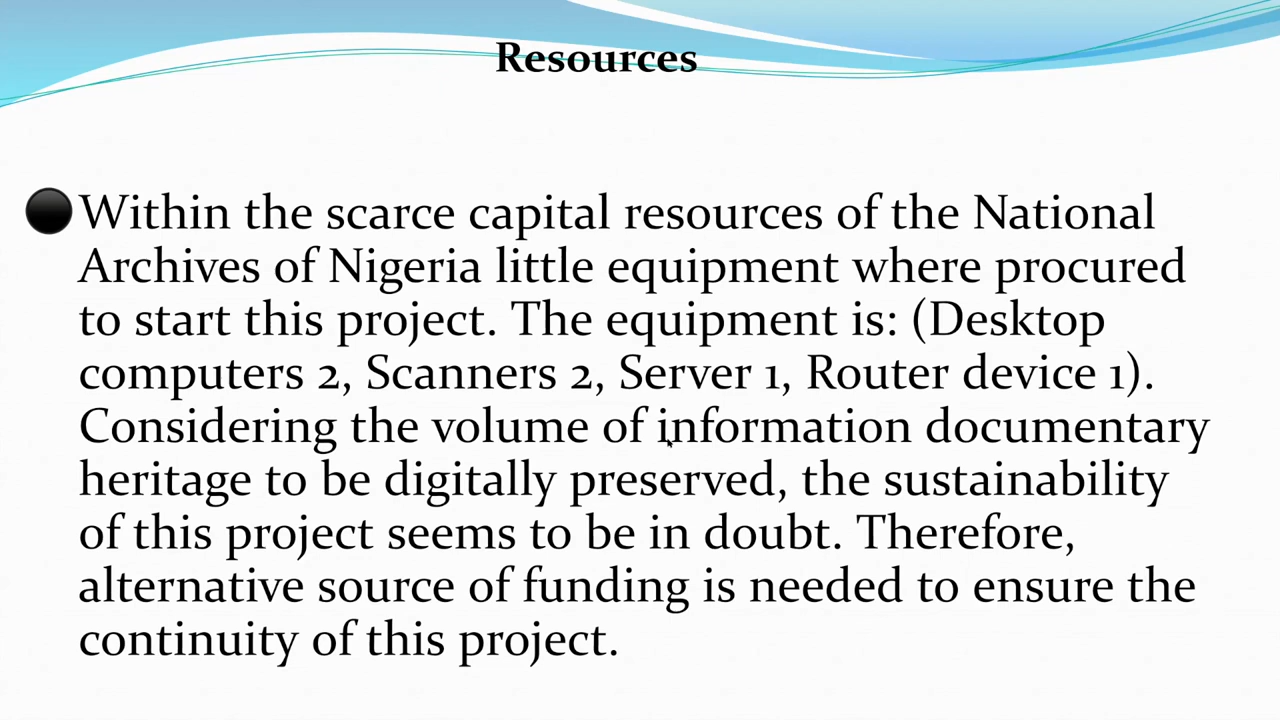 Resources
Within the scarce capital resources of the National
Archives of Nigeria little equipment where procured
to start this project. The equipment is: (Desktop
computers 2, Scanners 2, Server 1, Router device 1).
Considering the volume of information documentary
heritage to be digitally preserved, the sustainability
of this project seems to be in doubt. Therefore,
alternative source of funding is needed to ensure the
continuity of this project.